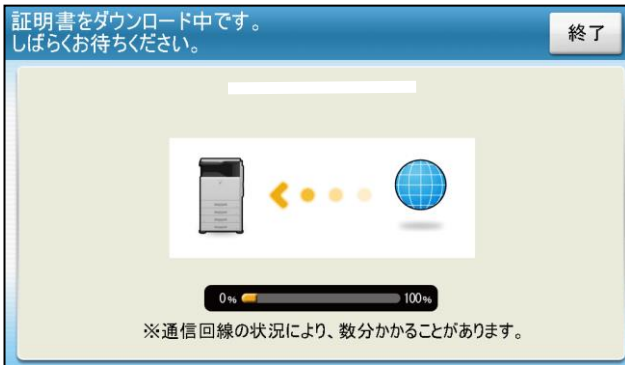 証明書をダウンロード中です。
しばらくお待ちください。
終了
0% 100%
※通信回線の状況により、数分かかることがあります。